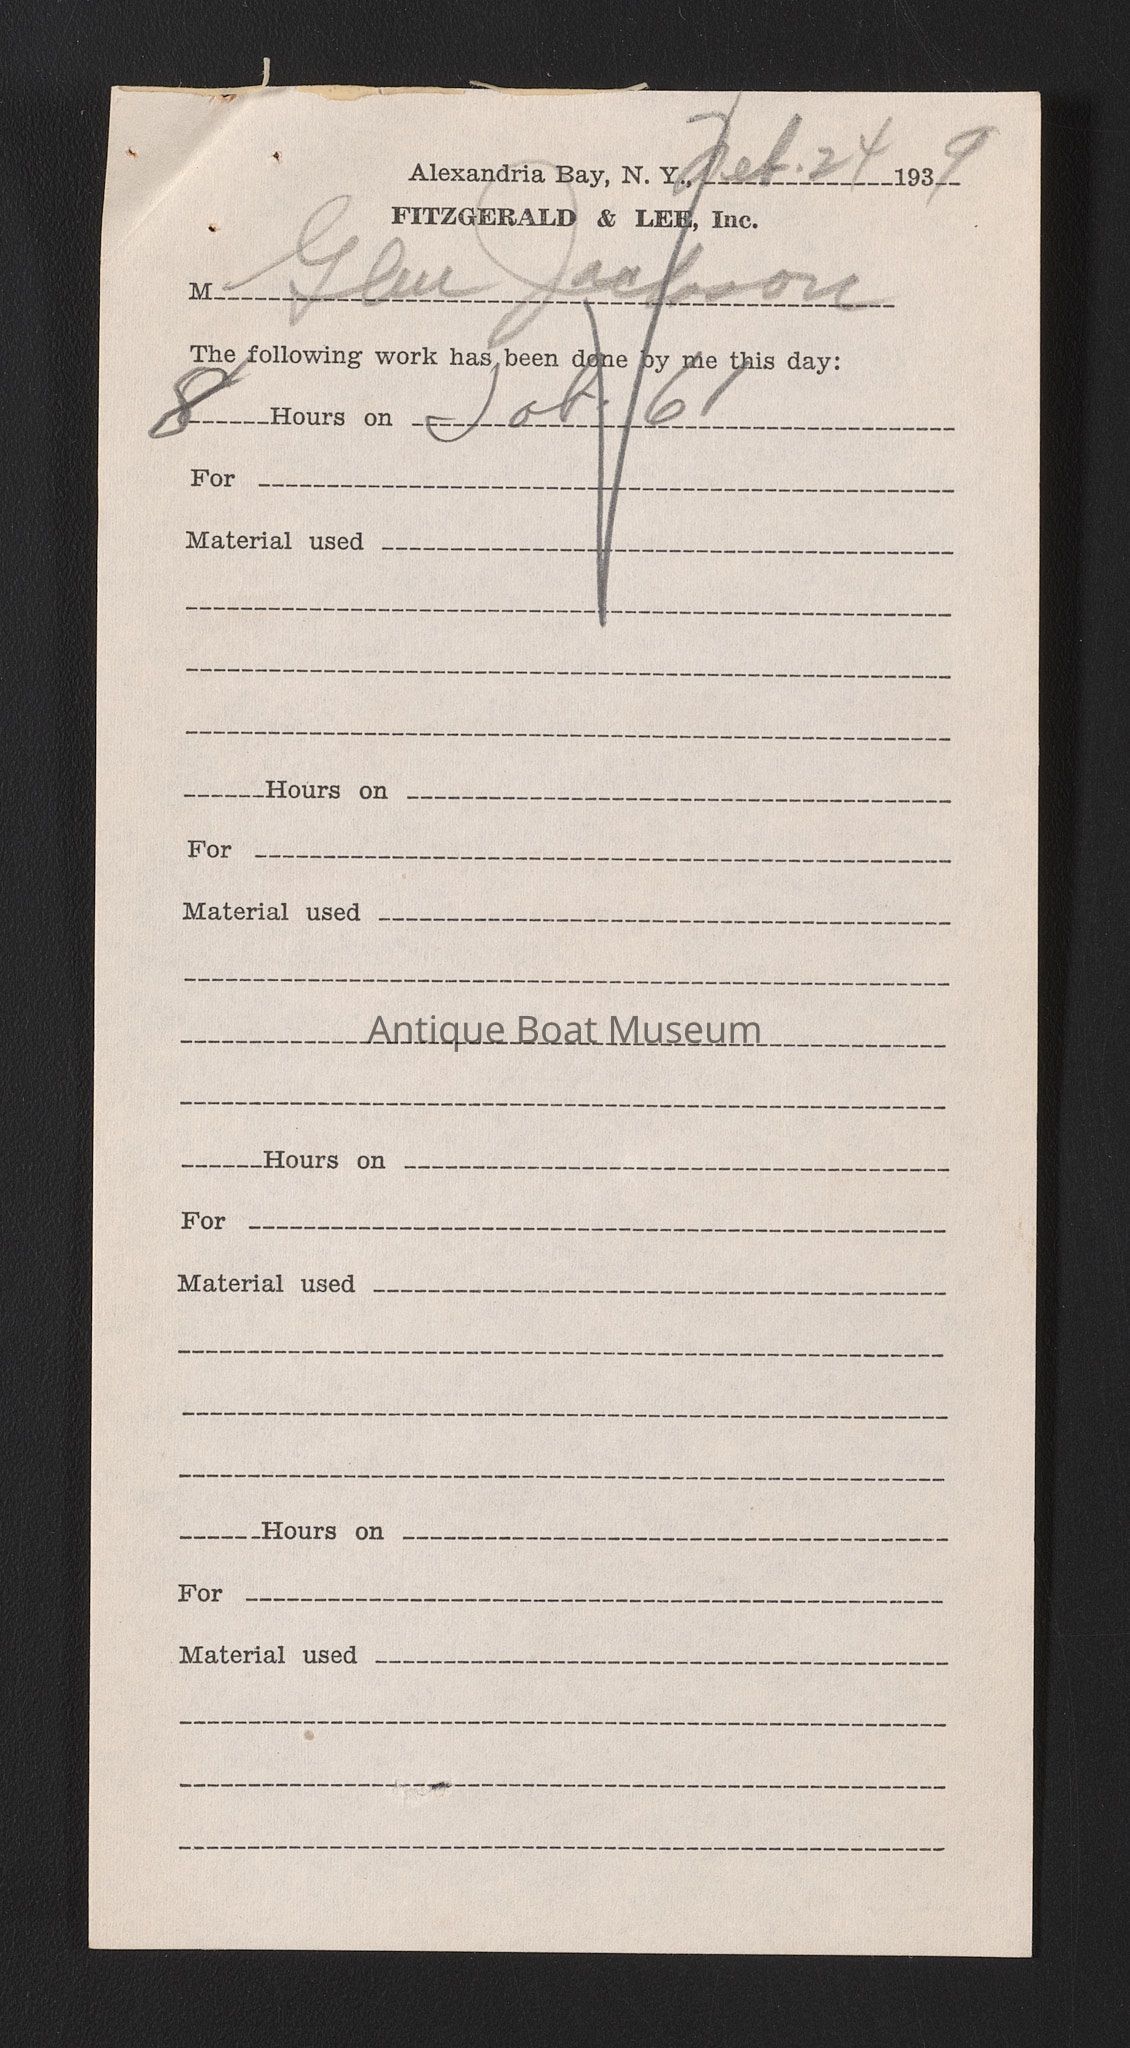 Alexandria Bay, N. Y., Feb. 24 1939
FITZGERALD & LEE, Inc.
M Glen Jackson
The following work has been done by me this day:
8 Hours on Job. 61
For
Material used
Hours on
For
Material used
Antique Boat Museum
Hours on
For
Material used
Hours on
For
Material used